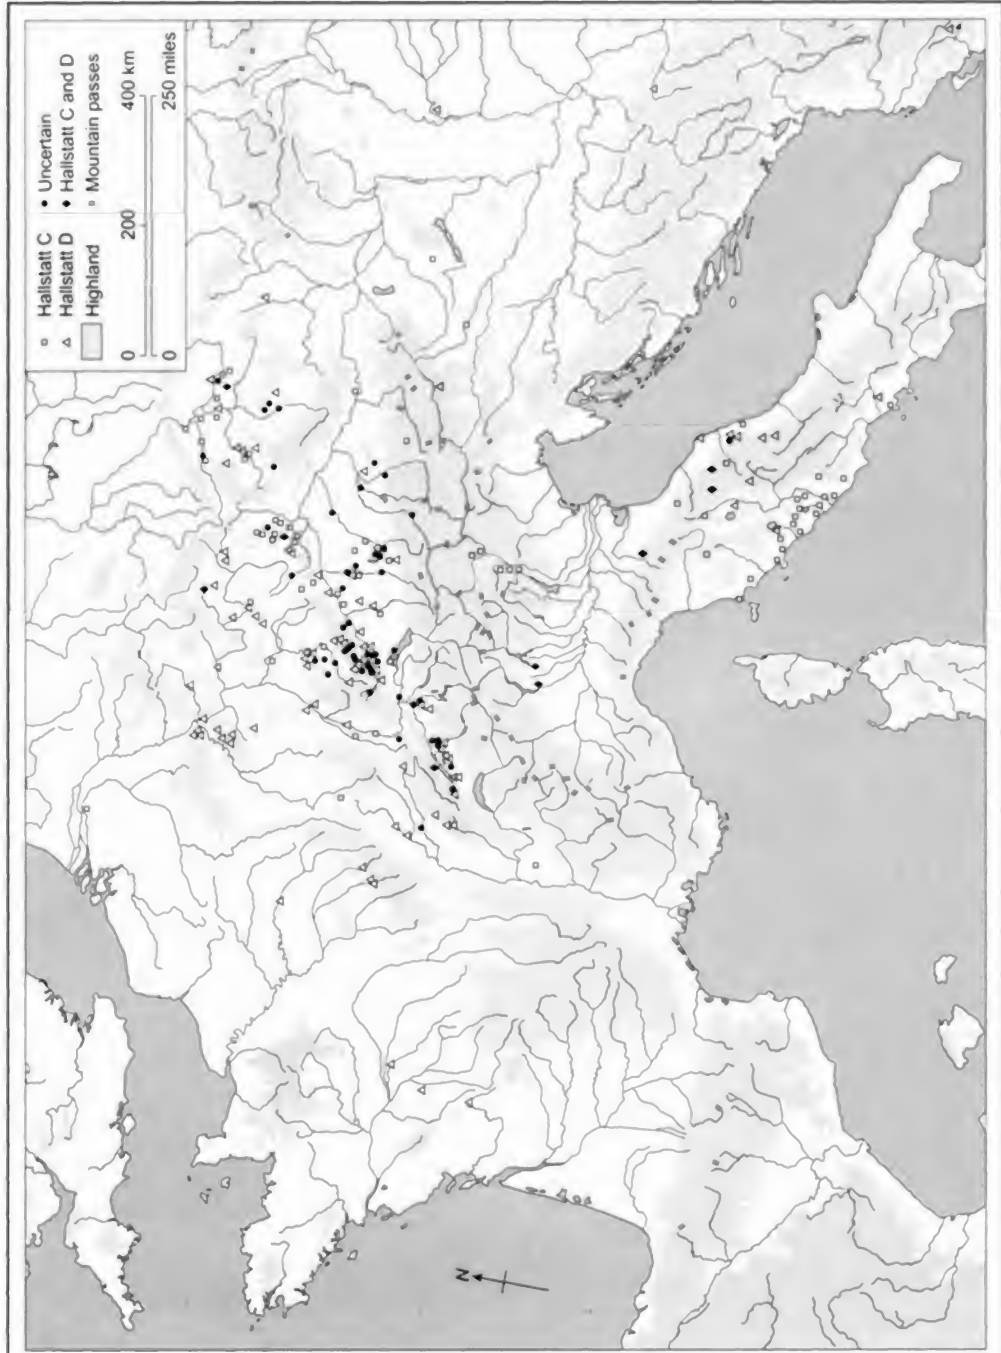 Hallstatt C
Hallstatt D
Highland
Uncertain
Hallstatt C and D
Mountain passes
0 200 400 km
0 250 miles
N